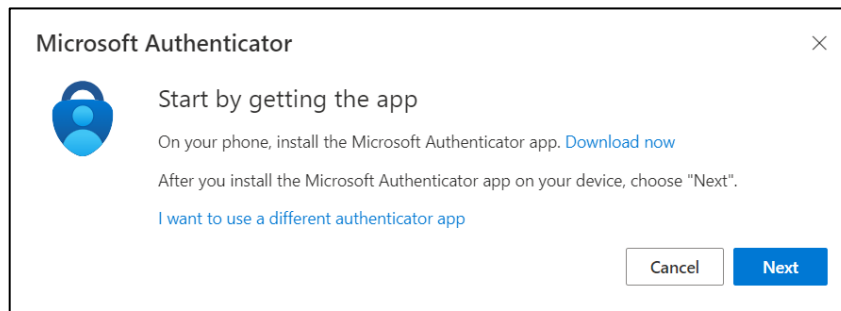 Microsoft Authenticator
Start by getting the app
On your phone, install the Microsoft Authenticator app. Download now
After you install the Microsoft Authenticator app on your device, choose "Next".
I want to use a different authenticator app
Cancel Next